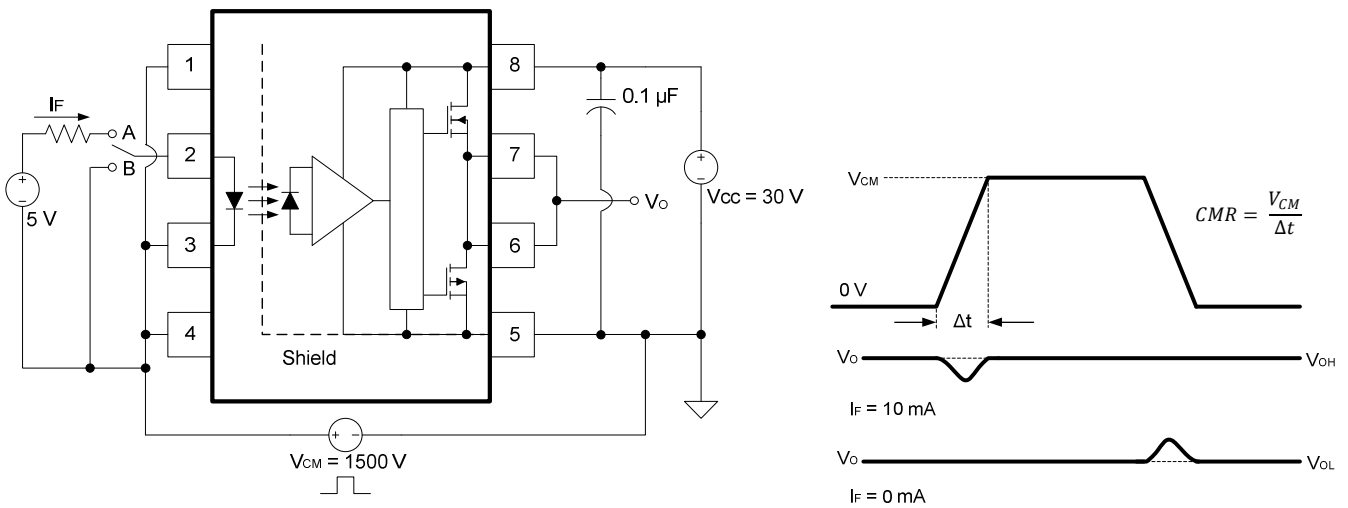 1
8
IF
A
0.1 µF
2
7
B
+
-
VCC = 30 V
VO
5 V
3
6
4
5
Shield
+ -
VCM = 1500 V
VCM
CMR = VCM / Δt
0 V
Δt
VO
VOH
IF = 10 mA
VO
VOL
IF = 0 mA